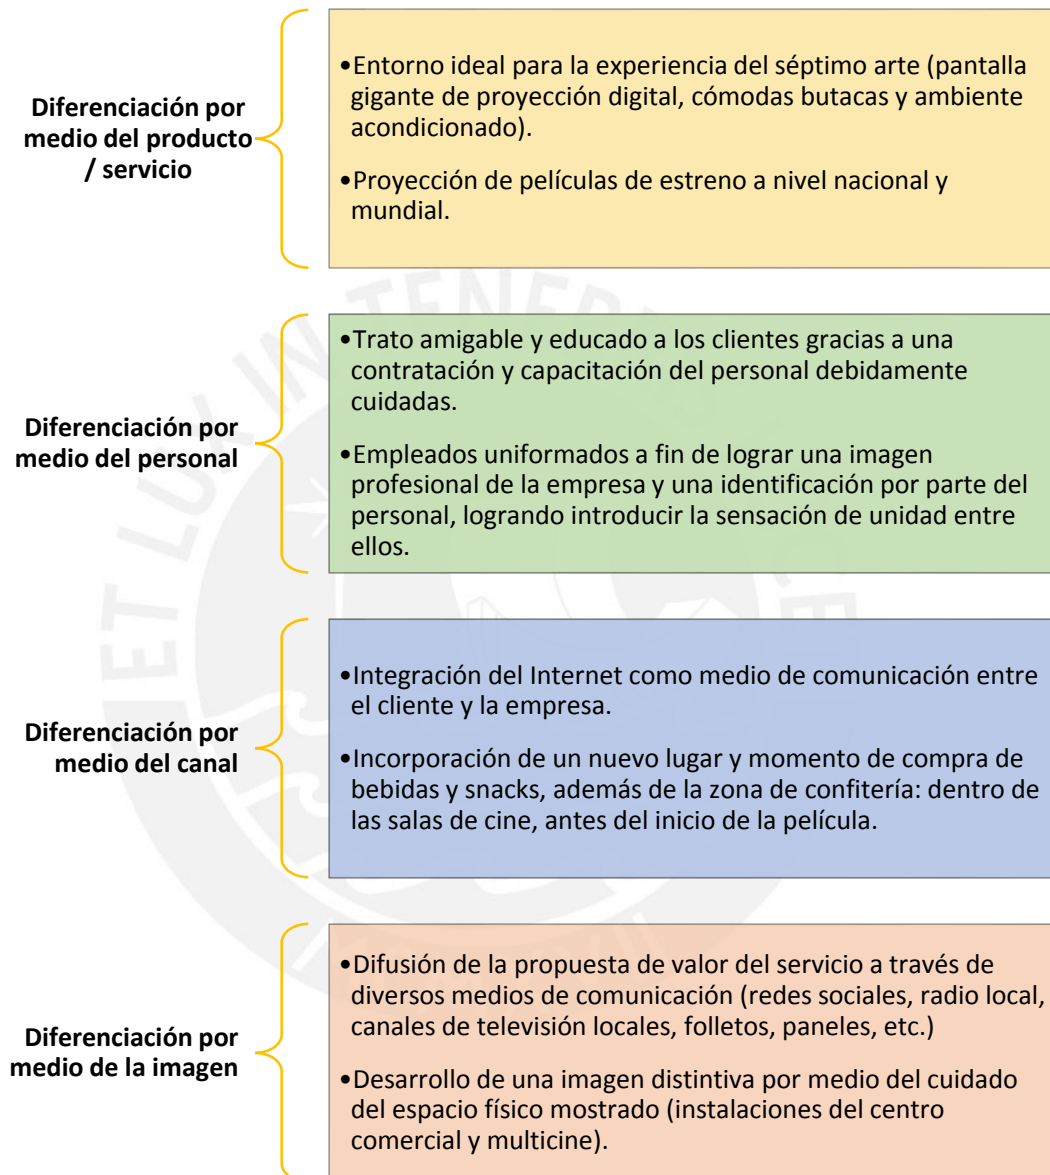 Diferenciación por
medio del producto
/ servicio
•Entorno ideal para la experiencia del séptimo arte (pantalla
gigante de proyección digital, cómodas butacas y ambiente
acondicionado).
•Proyección de películas de estreno a nivel nacional y
mundial.
Diferenciación por
medio del personal
•Trato amigable y educado a los clientes gracias a una
contratación y capacitación del personal debidamente
cuidadas.
•Empleados uniformados a fin de lograr una imagen
profesional de la empresa y una identificación por parte del
personal, logrando introducir la sensación de unidad entre
ellos.
Diferenciación por
medio del canal
•Integración del Internet como medio de comunicación entre
el cliente y la empresa.
•Incorporación de un nuevo lugar y momento de compra de
bebidas y snacks, además de la zona de confitería: dentro de
las salas de cine, antes del inicio de la película.
Diferenciación por
medio de la imagen
•Difusión de la propuesta de valor del servicio a través de
diversos medios de comunicación (redes sociales, radio local,
canales de televisión locales, folletos, paneles, etc.)
•Desarrollo de una imagen distintiva por medio del cuidado
del espacio físico mostrado (instalaciones del centro
comercial y multicine).
ET LUX IN